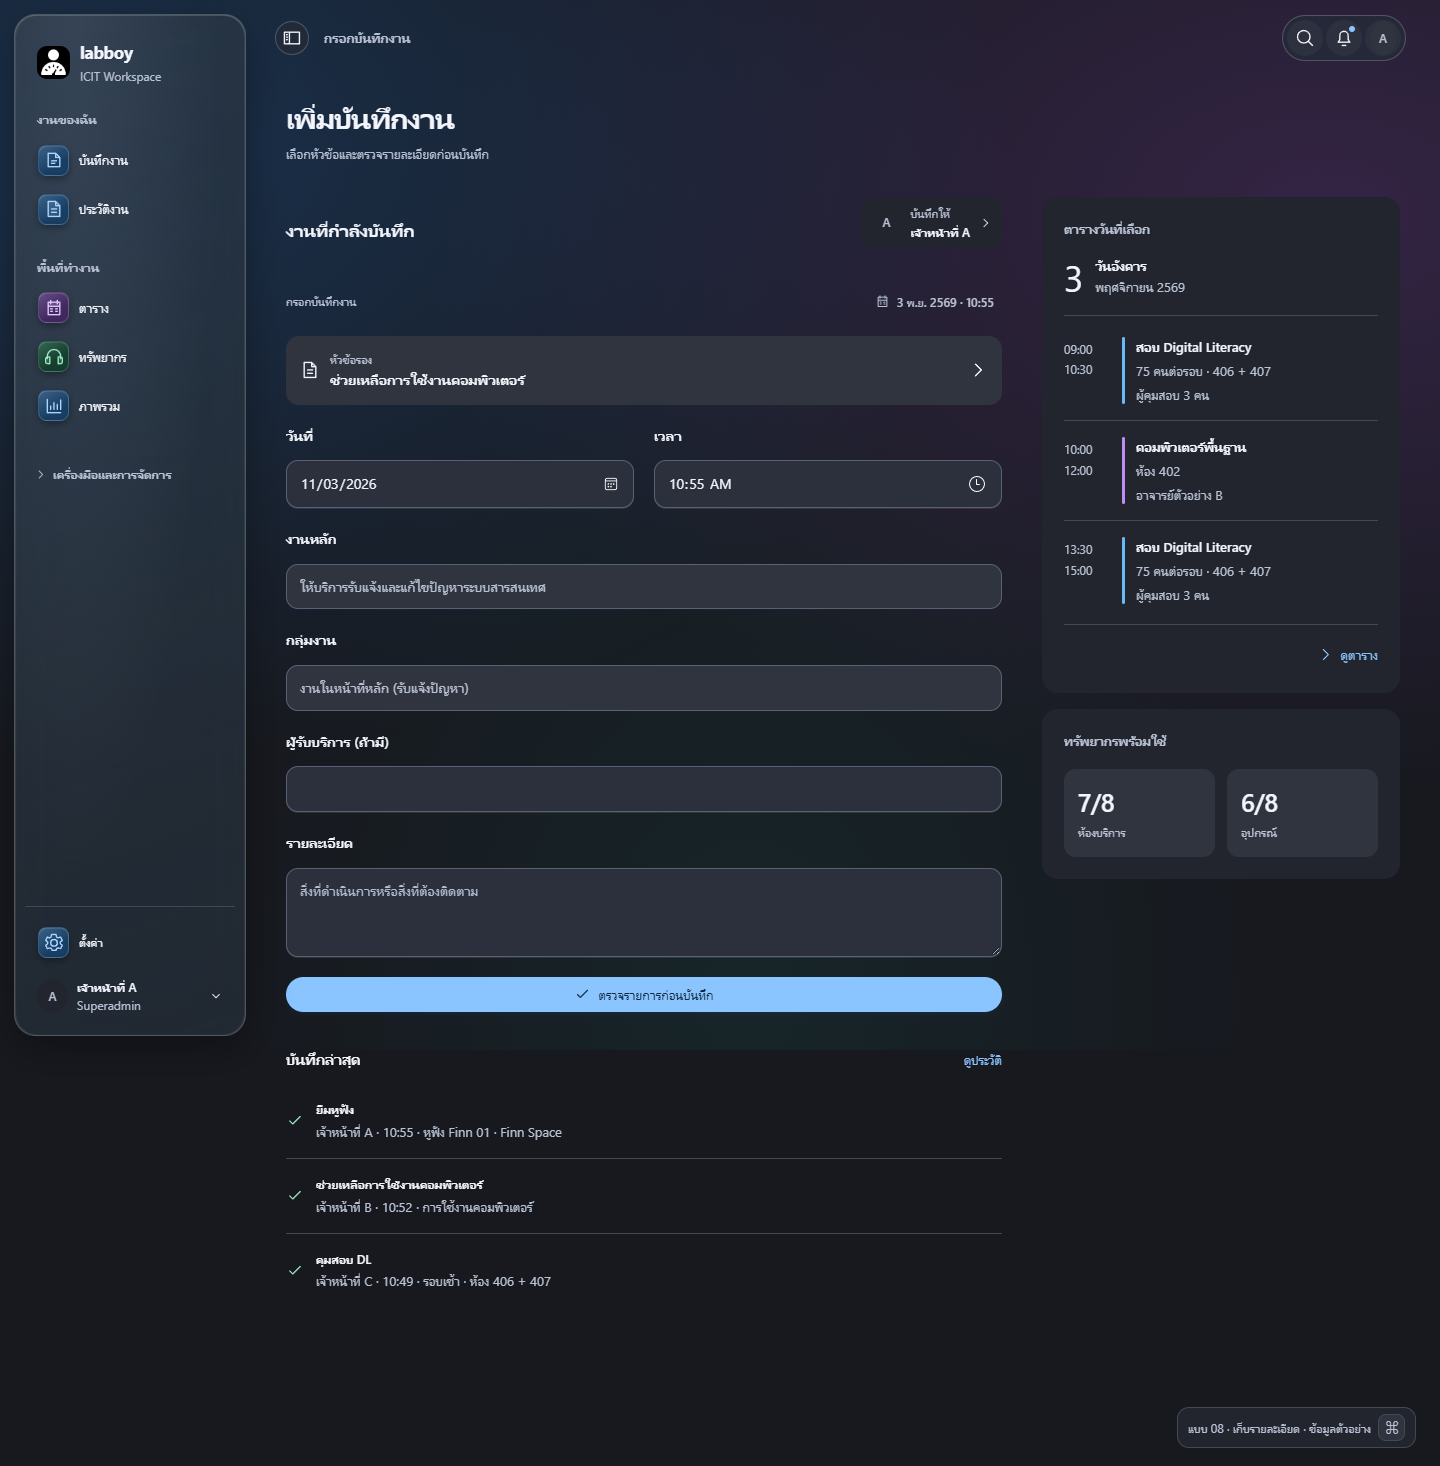 labboy
ICIT Workspace
งานของฉัน
บันทึกงาน
ประวัติงาน
พื้นที่ทำงาน
ตาราง
ทรัพยากร
ภาพรวม
เครื่องมือและการจัดการ
ตั้งค่า
A
เจ้าหน้าที่ A
Superadmin
กรอกบันทึกงาน
A
เพิ่มบันทึกงาน
เลือกหัวข้อและตรวจรายละเอียดก่อนบันทึก
งานที่กำลังบันทึก
A
บันทึกให้
เจ้าหน้าที่ A
กรอกบันทึกงาน
3 พ.ย. 2569 · 10:55
หัวข้อรอง
ช่วยเหลือการใช้งานคอมพิวเตอร์
วันที่
เวลา
11/03/2026
10:55 AM
งานหลัก
ให้บริการรับแจ้งและแก้ไขปัญหาระบบสารสนเทศ
กลุ่มงาน
งานในหน้าที่หลัก (รับแจ้งปัญหา)
ผู้รับบริการ (ถ้ามี)
รายละเอียด
สิ่งที่ดำเนินการหรือสิ่งที่ต้องติดตาม
ตรวจรายการก่อนบันทึก
บันทึกล่าสุด
ดูประวัติ
ยืมหูฟัง
เจ้าหน้าที่ A · 10:55 · หูฟัง Finn 01 · Finn Space
ช่วยเหลือการใช้งานคอมพิวเตอร์
เจ้าหน้าที่ B · 10:52 · การใช้งานคอมพิวเตอร์
คุมสอบ DL
เจ้าหน้าที่ C · 10:49 · รอบเช้า · ห้อง 406 + 407
ตารางวันที่เลือก
3
วันอังคาร
พฤศจิกายน 2569
09:00
10:30
สอบ Digital Literacy
75 คนต่อรอบ · 406 + 407
ผู้คุมสอบ 3 คน
10:00
12:00
คอมพิวเตอร์พื้นฐาน
ห้อง 402
อาจารย์ตัวอย่าง B
13:30
15:00
สอบ Digital Literacy
75 คนต่อรอบ · 406 + 407
ผู้คุมสอบ 3 คน
ดูตาราง
ทรัพยากรพร้อมใช้
7/8
ห้องบริการ
6/8
อุปกรณ์
แบบ 08 · เก็บรายละเอียด · ข้อมูลตัวอย่าง ⌘